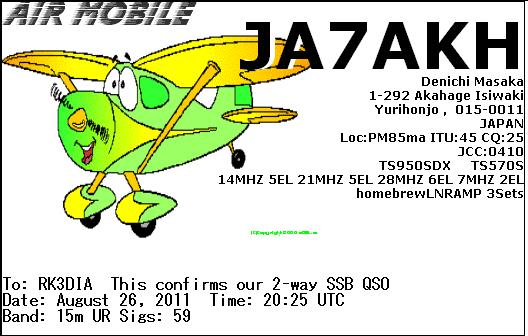 AIR MOBILE
JA7AKH
Denichi Masaka
1-292 Akahage Isiwaki
Yurihonjo , 015-0011
JAPAN
Loc:PM85ma ITU:45 CQ:25
JCC:0410
TS950SDX TS570S
14MHZ 5EL 21MHZ 5EL 28MHZ 6EL 7MHZ 2EL
homebrewLNRAMP 3Sets
To: RK3DIA This confirms our 2-way SSB QSO
Date: August 26, 2011 Time: 20:25 UTC
Band: 15m UR Sigs: 59